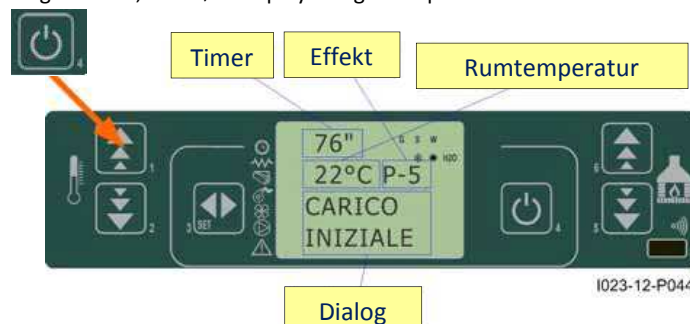 4
Timer Effekt Rumtemperatur
76" G S W
H2O
22°C P-5
CARICO
INIZIALE
1
2
3 SET
4
6
5
I023-12-P044
Dialog